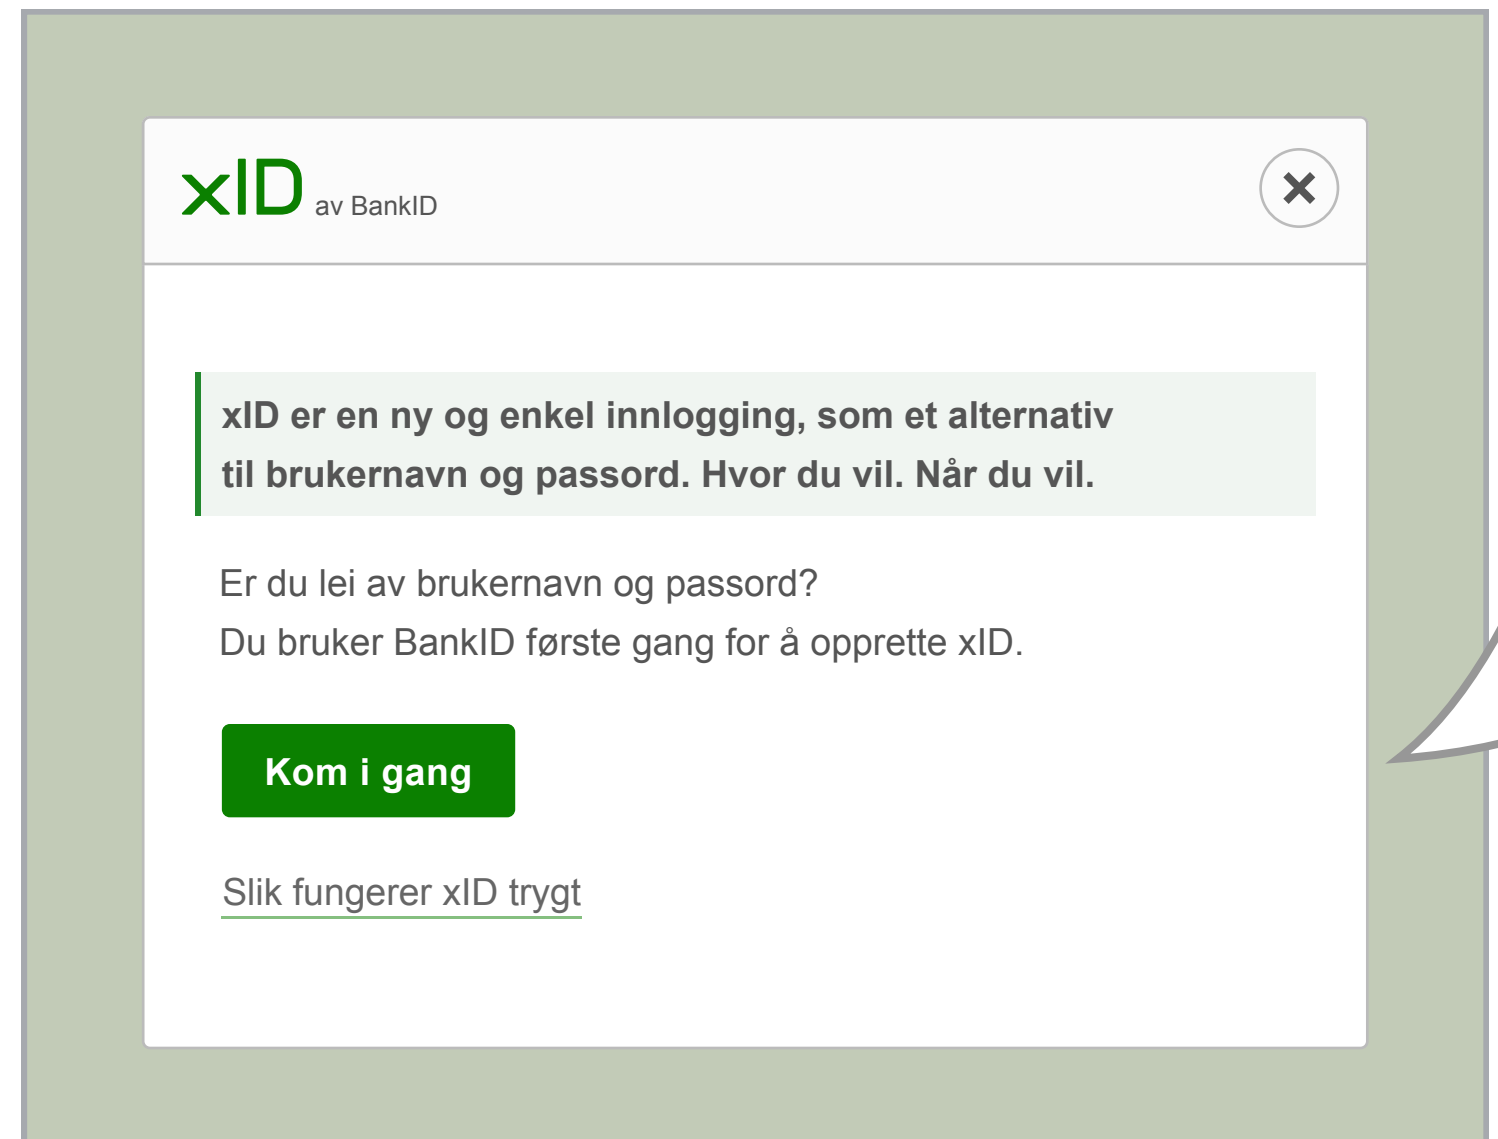 xID av BankID
xID er en ny og enkel innlogging, som et alternativ
til brukernavn og passord. Hvor du vil. Når du vil.
Er du lei av brukernavn og passord?
Du bruker BankID første gang for å opprette xID.
Kom i gang
Slik fungerer xID trygt